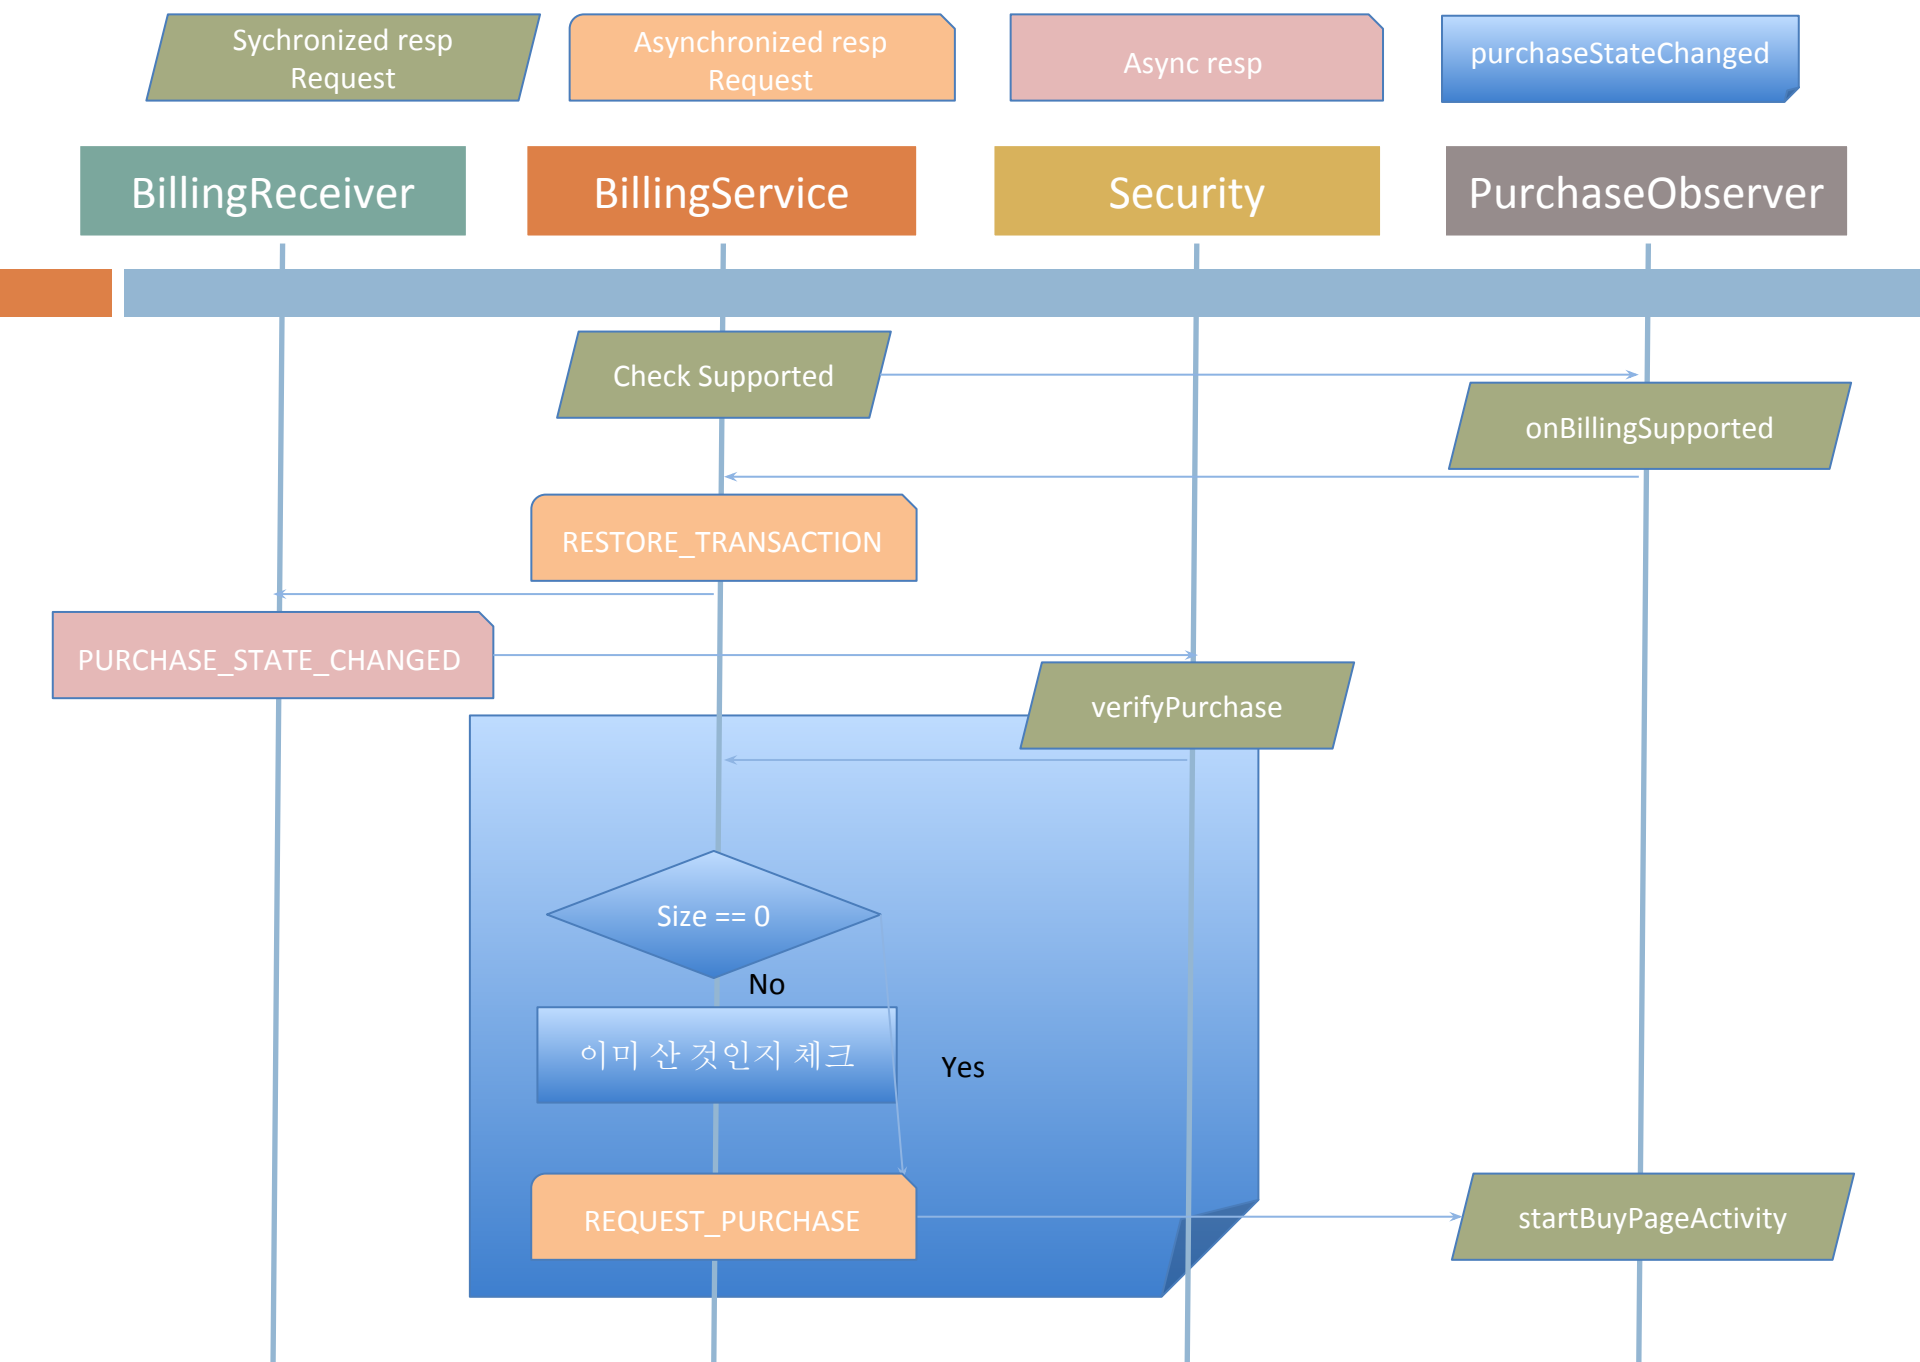 Sychronized resp
Request
Asynchronized resp
Request
Async resp
purchaseStateChanged
BillingReceiver
BillingService
Security
PurchaseObserver
Check Supported
onBillingSupported
RESTORE_TRANSACTION
PURCHASE_STATE_CHANGED
verifyPurchase
Size == 0
No
이미 산 것인지 체크
Yes
REQUEST_PURCHASE
startBuyPageActivity